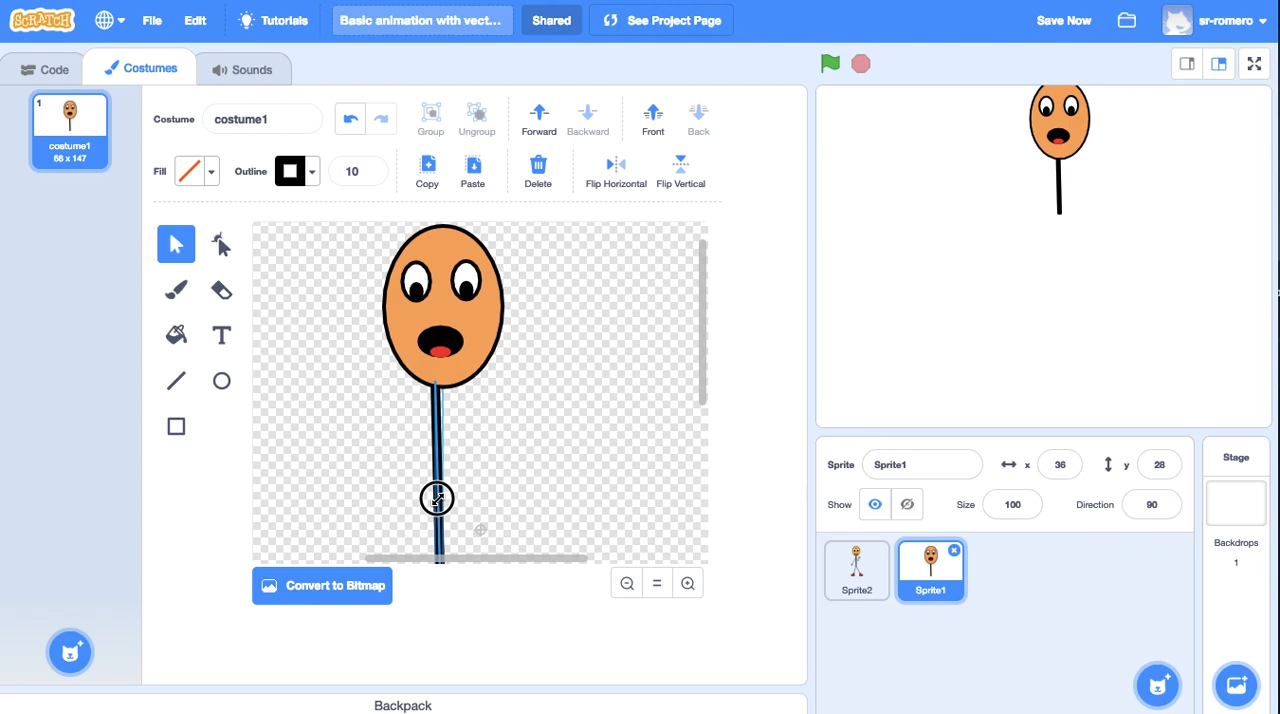 SCRATCH File Edit Tutorials Basic animation with vect... Shared See Project Page Save Now sr-romero
Code Costumes Sounds
1
costume1
68 x 147
Costume costume1 Group Ungroup Forward Backward Front Back
Fill Outline 10 Copy Paste Delete Flip Horizontal Flip Vertical
T
Convert to Bitmap
Backpack
Sprite Sprite1 x 36 y 28
Show Size 100 Direction 90
Sprite2 Sprite1
Stage
Backdrops
1